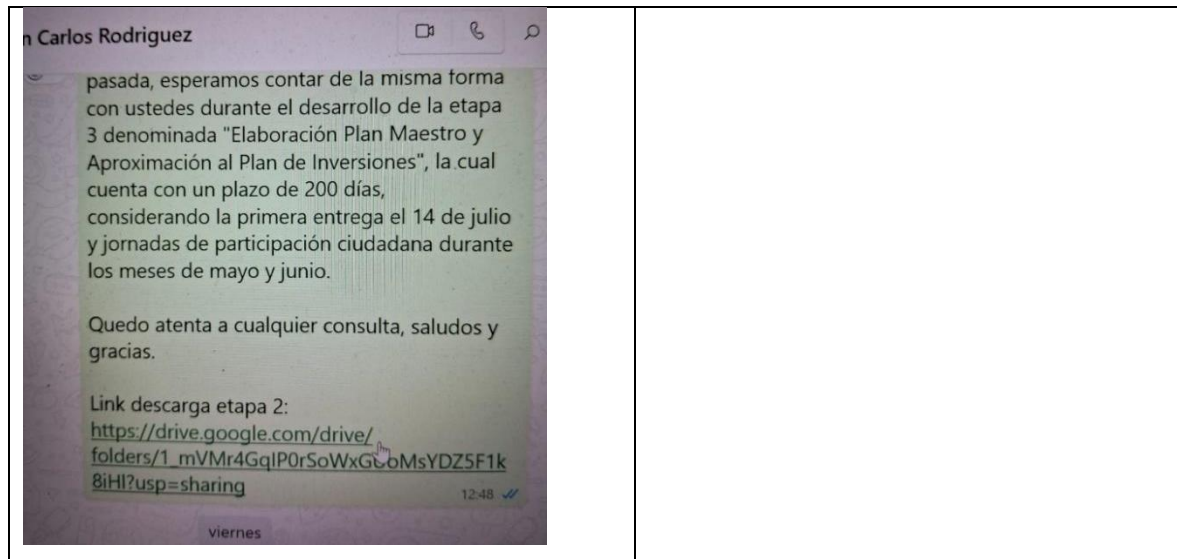 n Carlos Rodriguez
pasada, esperamos contar de la misma forma
con ustedes durante el desarrollo de la etapa
3 denominada "Elaboración Plan Maestro y
Aproximación al Plan de Inversiones", la cual
cuenta con un plazo de 200 días,
considerando la primera entrega el 14 de julio
y jornadas de participación ciudadana durante
los meses de mayo y junio.
Quedo atenta a cualquier consulta, saludos y
gracias.
Link descarga etapa 2:
https://drive.google.com/drive/
8iHl?usp=sharing
12:48
viernes